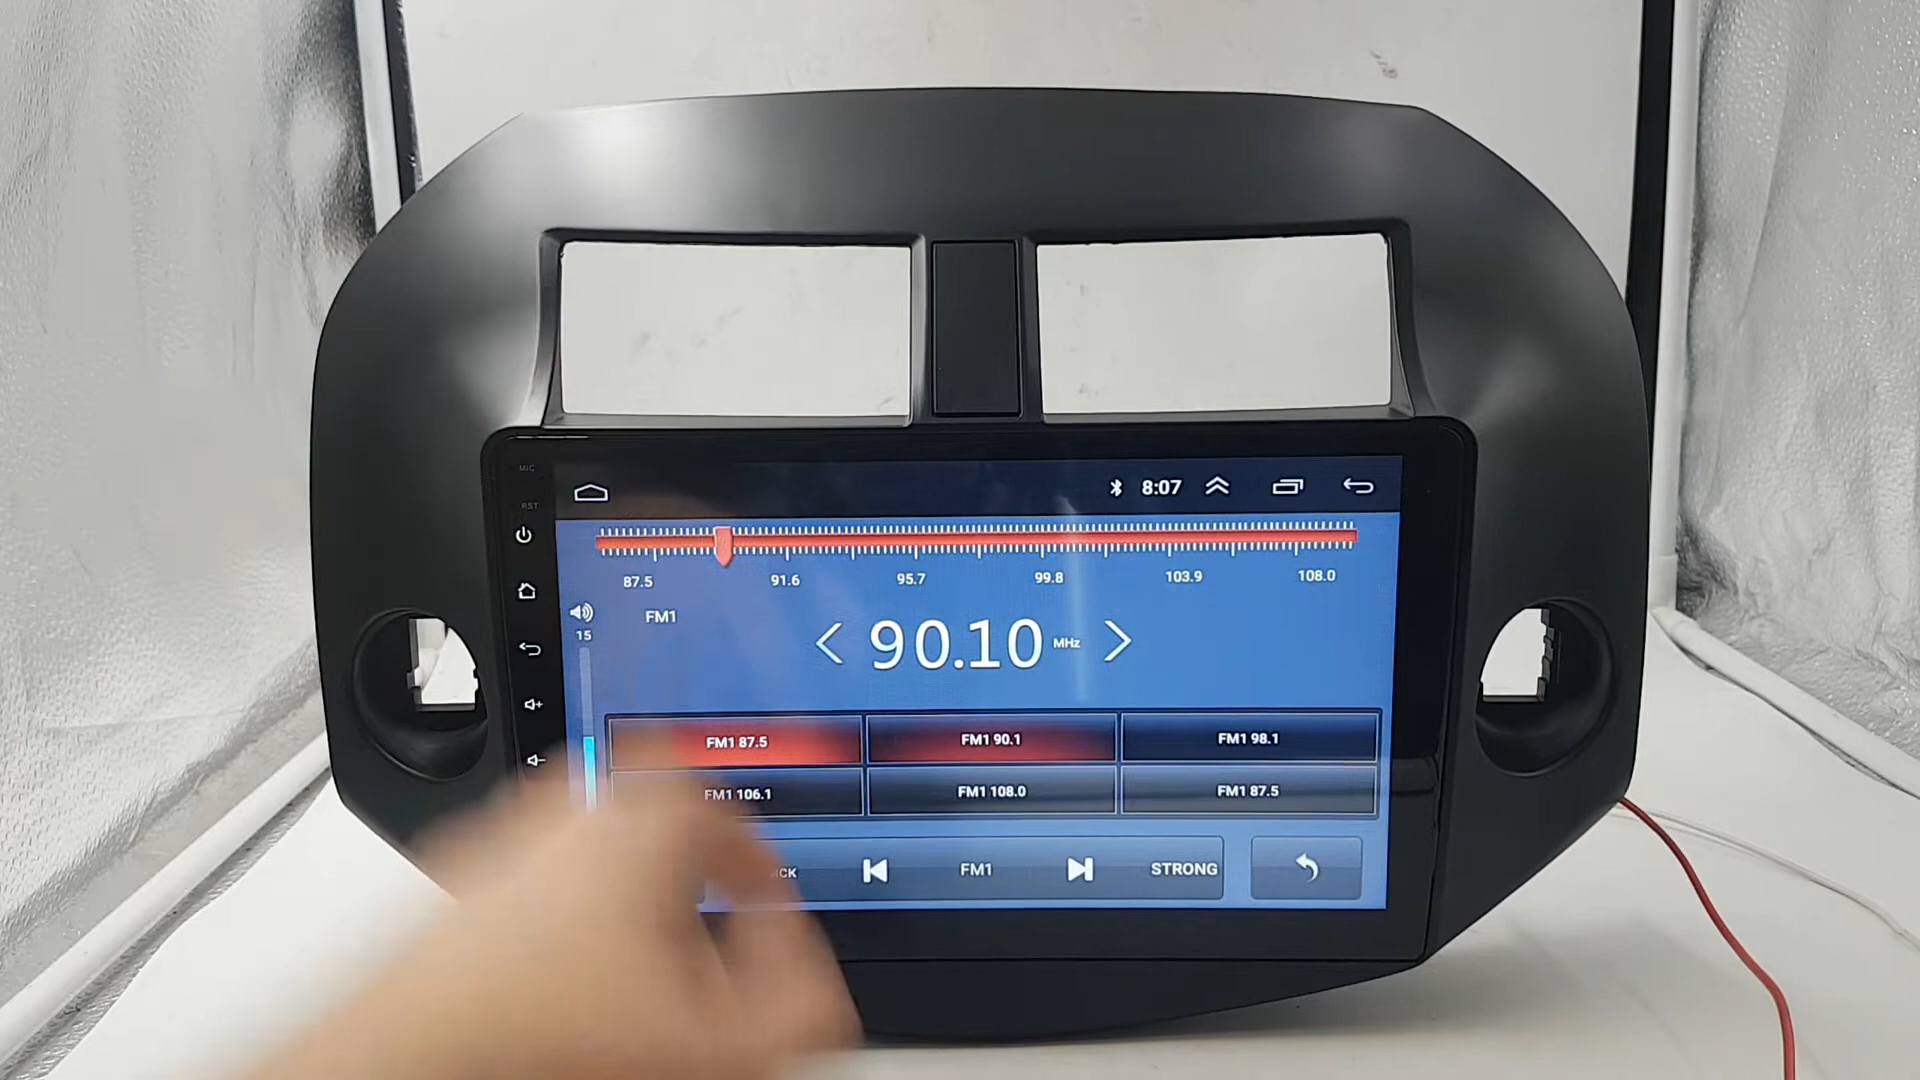 MIC
8:07
RST
87.5 91.6 95.7 99.8 103.9 108.0
15
FM1
90.10 MHz
FM1 87.5 FM1 90.1 FM1 98.1
FM1 106.1 FM1 108.0 FM1 87.5
FM1 STRONG